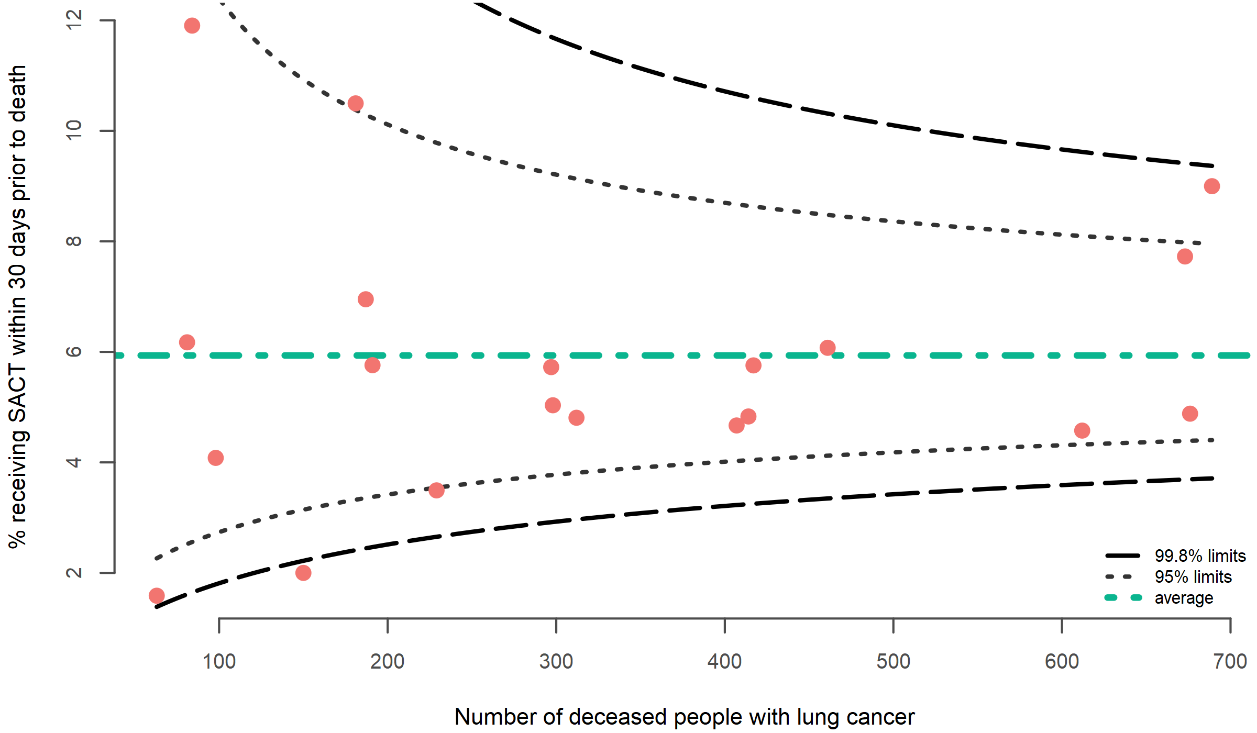 % receiving SACT within 30 days prior to death
12
10
8
6
4
2
99.8% limits
95% limits
average
100 200 300 400 500 600 700
Number of deceased people with lung cancer